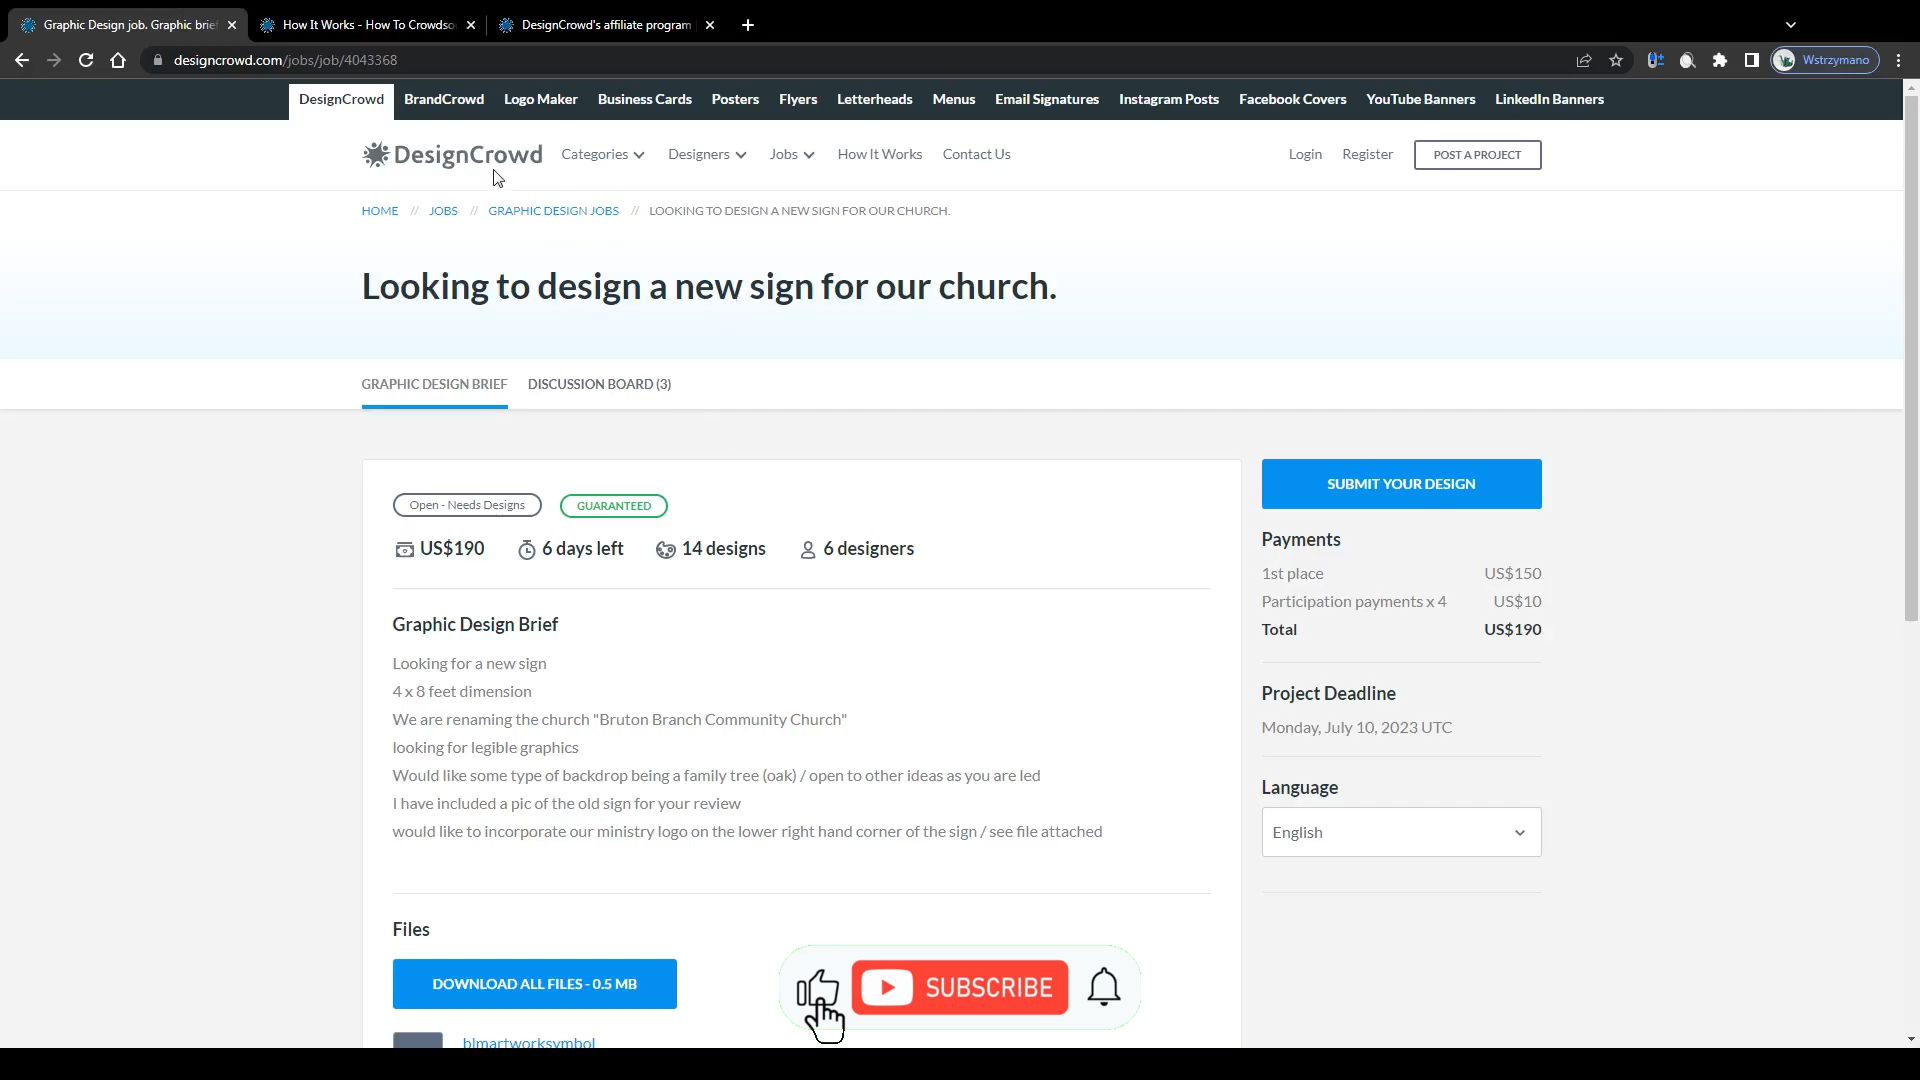 Graphic Design job. Graphic brie
How It Works - How To Crowdso
DesignCrowd's affiliate program
designcrowd.com/jobs/job/4043368
Wstrzymano
DesignCrowd
BrandCrowd
Logo Maker
Business Cards
Posters
Flyers
Letterheads
Menus
Email Signatures
Instagram Posts
Facebook Covers
YouTube Banners
LinkedIn Banners
DesignCrowd
Categories
Designers
Jobs
How It Works
Contact Us
Login
Register
POST A PROJECT
HOME // JOBS // GRAPHIC DESIGN JOBS // LOOKING TO DESIGN A NEW SIGN FOR OUR CHURCH.
Looking to design a new sign for our church.
GRAPHIC DESIGN BRIEF
DISCUSSION BOARD (3)
Open - Needs Designs
GUARANTEED
US$190
6 days left
14 designs
6 designers
Graphic Design Brief
Looking for a new sign
4 x 8 feet dimension
We are renaming the church "Bruton Branch Community Church"
looking for legible graphics
Would like some type of backdrop being a family tree (oak) / open to other ideas as you are led
I have included a pic of the old sign for your review
would like to incorporate our ministry logo on the lower right hand corner of the sign / see file attached
Files
DOWNLOAD ALL FILES - 0.5 MB
blmartworksymbol
SUBMIT YOUR DESIGN
Payments
1st place US$150
Participation payments x 4 US$10
Total US$190
Project Deadline
Monday, July 10, 2023 UTC
Language
English
SUBSCRIBE